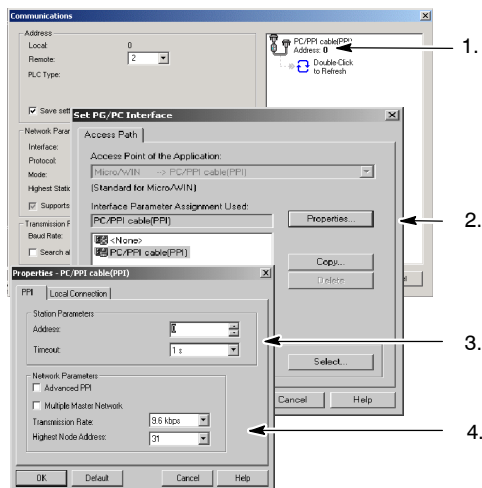 Communications
Address
Local: 0
Remote: 2
PLC Type:
Save sett
Network Parar
Interface:
Protocol:
Mode:
Highest Static
Supports
Transmission F
Baud Rate:
Search al
PC/PPI cable(PPI)
Address: 0
Double-Click
to Refresh
1.
Set PG/PC Interface
Access Path
Access Point of the Application:
Micro/WIN --> PC/PPI cable(PPI)
(Standard for Micro/WIN)
Interface Parameter Assignment Used:
PC/PPI cable(PPI)
Properties...
2.
<None>
PC/PPI cable(PPI)
Copy...
Delete
Select...
Cancel
Help
Properties - PC/PPI cable(PPI)
PPI
Local Connection
Station Parameters
Address: 0
Timeout: 1 s
3.
Network Parameters
Advanced PPI
Multiple Master Network
Transmission Rate: 9.6 kbps
Highest Node Address: 31
4.
OK
Default
Cancel
Help